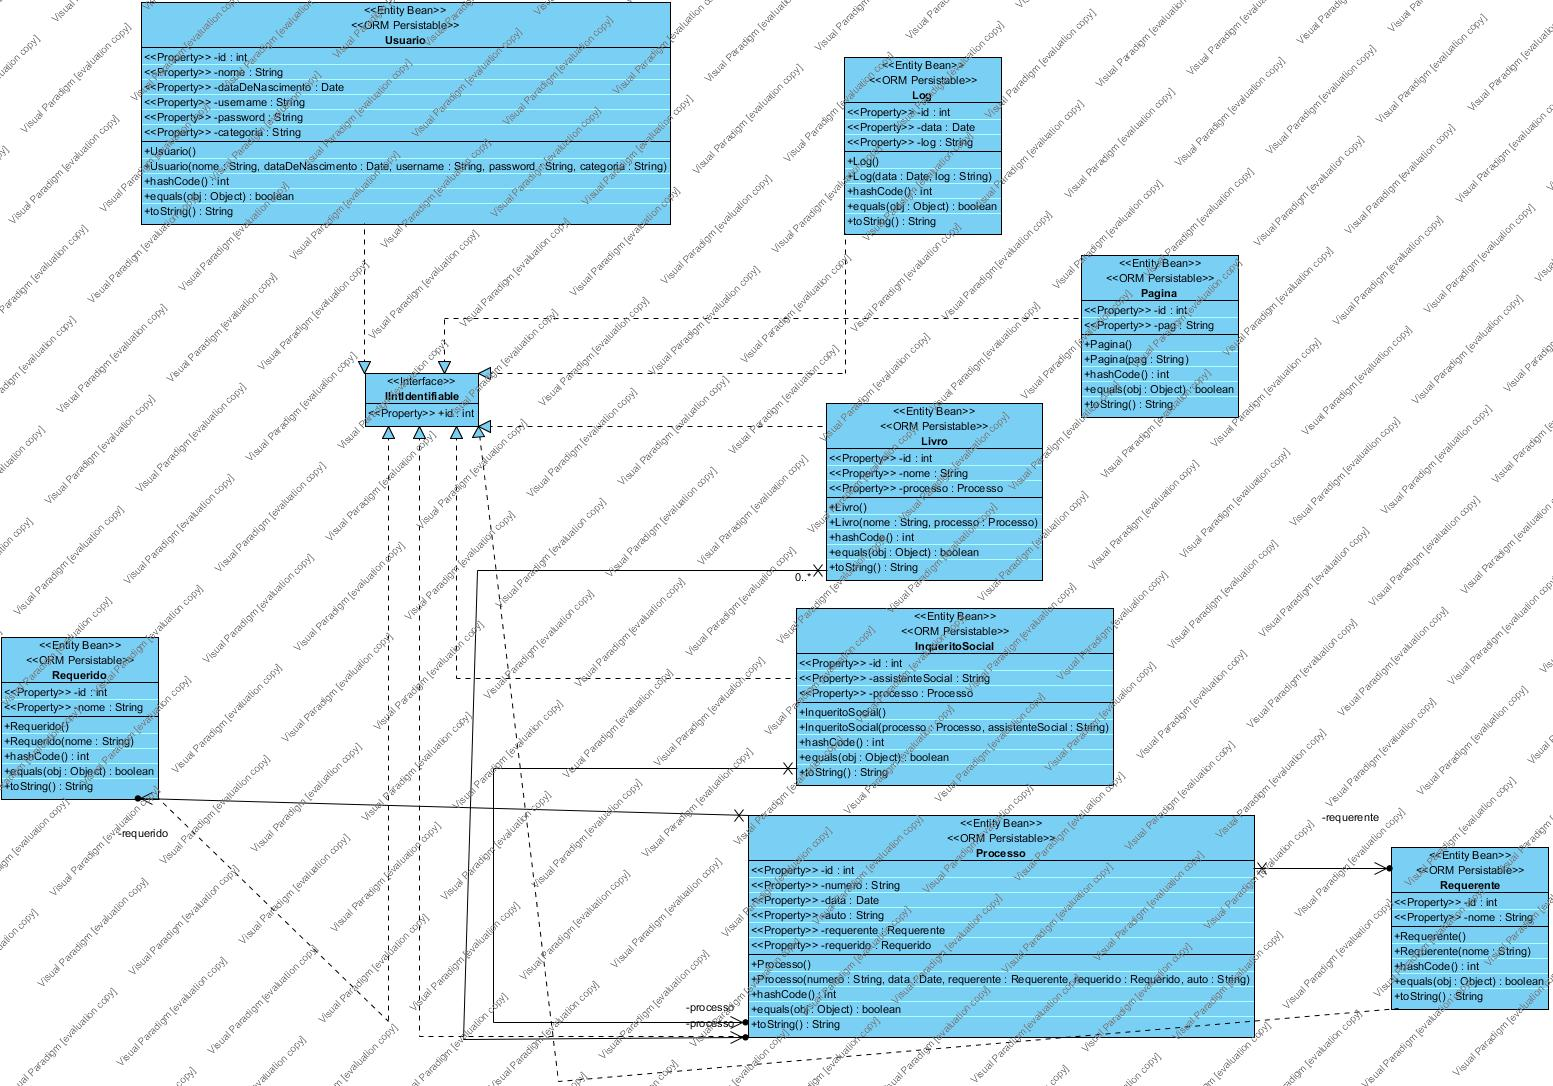 <<Entity Bean>>
<<ORM Persistable>>
Usuario
<<Property>> -id : int
<<Property>> -nome : String
<<Property>> -dataDeNascimento : Date
<<Property>> -username : String
<<Property>> -password : String
<<Property>> -categoria : String
+Usuario()
+Usuario(nome : String, dataDeNascimento : Date, username : String, password : String, categoria : String)
+hashCode() : int
+equals(obj : Object) : boolean
+toString() : String
<<Entity Bean>>
<<ORM Persistable>>
Log
<<Property>> -id : int
<<Property>> -data : Date
<<Property>> -log : String
+Log()
+Log(data : Date, log : String)
+hashCode() : int
+equals(obj : Object) : boolean
+toString() : String
<<Entity Bean>>
<<ORM Persistable>>
Pagina
<<Property>> -id : int
<<Property>> -pag : String
+Pagina()
+Pagina(pag : String)
+hashCode() : int
+equals(obj : Object) : boolean
+toString() : String
<<Interface>>
IIntIdentifiable
<<Property>> +id : int
<<Entity Bean>>
<<ORM Persistable>>
Livro
<<Property>> -id : int
<<Property>> -nome : String
<<Property>> -processo : Processo
+Livro()
+Livro(nome : String, processo : Processo)
+hashCode() : int
+equals(obj : Object) : boolean
+toString() : String
0..*
<<Entity Bean>>
<<ORM Persistable>>
InqueritoSocial
<<Property>> -id : int
<<Property>> -assistenteSocial : String
<<Property>> -processo : Processo
+InqueritoSocial()
+InqueritoSocial(processo : Processo, assistenteSocial : String)
+hashCode() : int
+equals(obj : Object) : boolean
+toString() : String
<<Entity Bean>>
<<ORM Persistable>>
Requerido
<<Property>> -id : int
<<Property>> -nome : String
+Requerido()
+Requerido(nome : String)
+hashCode() : int
+equals(obj : Object) : boolean
+toString() : String
-requerido
<<Entity Bean>>
<<ORM Persistable>>
Processo
<<Property>> -id : int
<<Property>> -numero : String
<<Property>> -data : Date
<<Property>> -auto : String
<<Property>> -requerente : Requerente
<<Property>> -requerido : Requerido
+Processo()
+Processo(numero : String, data : Date, requerente : Requerente, requerido : Requerido, auto : String)
+hashCode() : int
+equals(obj : Object) : boolean
+toString() : String
-processo
-processo
-requerente
<<Entity Bean>>
<<ORM Persistable>>
Requerente
<<Property>> -id : int
<<Property>> -nome : String
+Requerente()
+Requerente(nome : String)
+hashCode() : int
+equals(obj : Object) : boolean
+toString() : String
Visual Paradigm [evaluation copy]